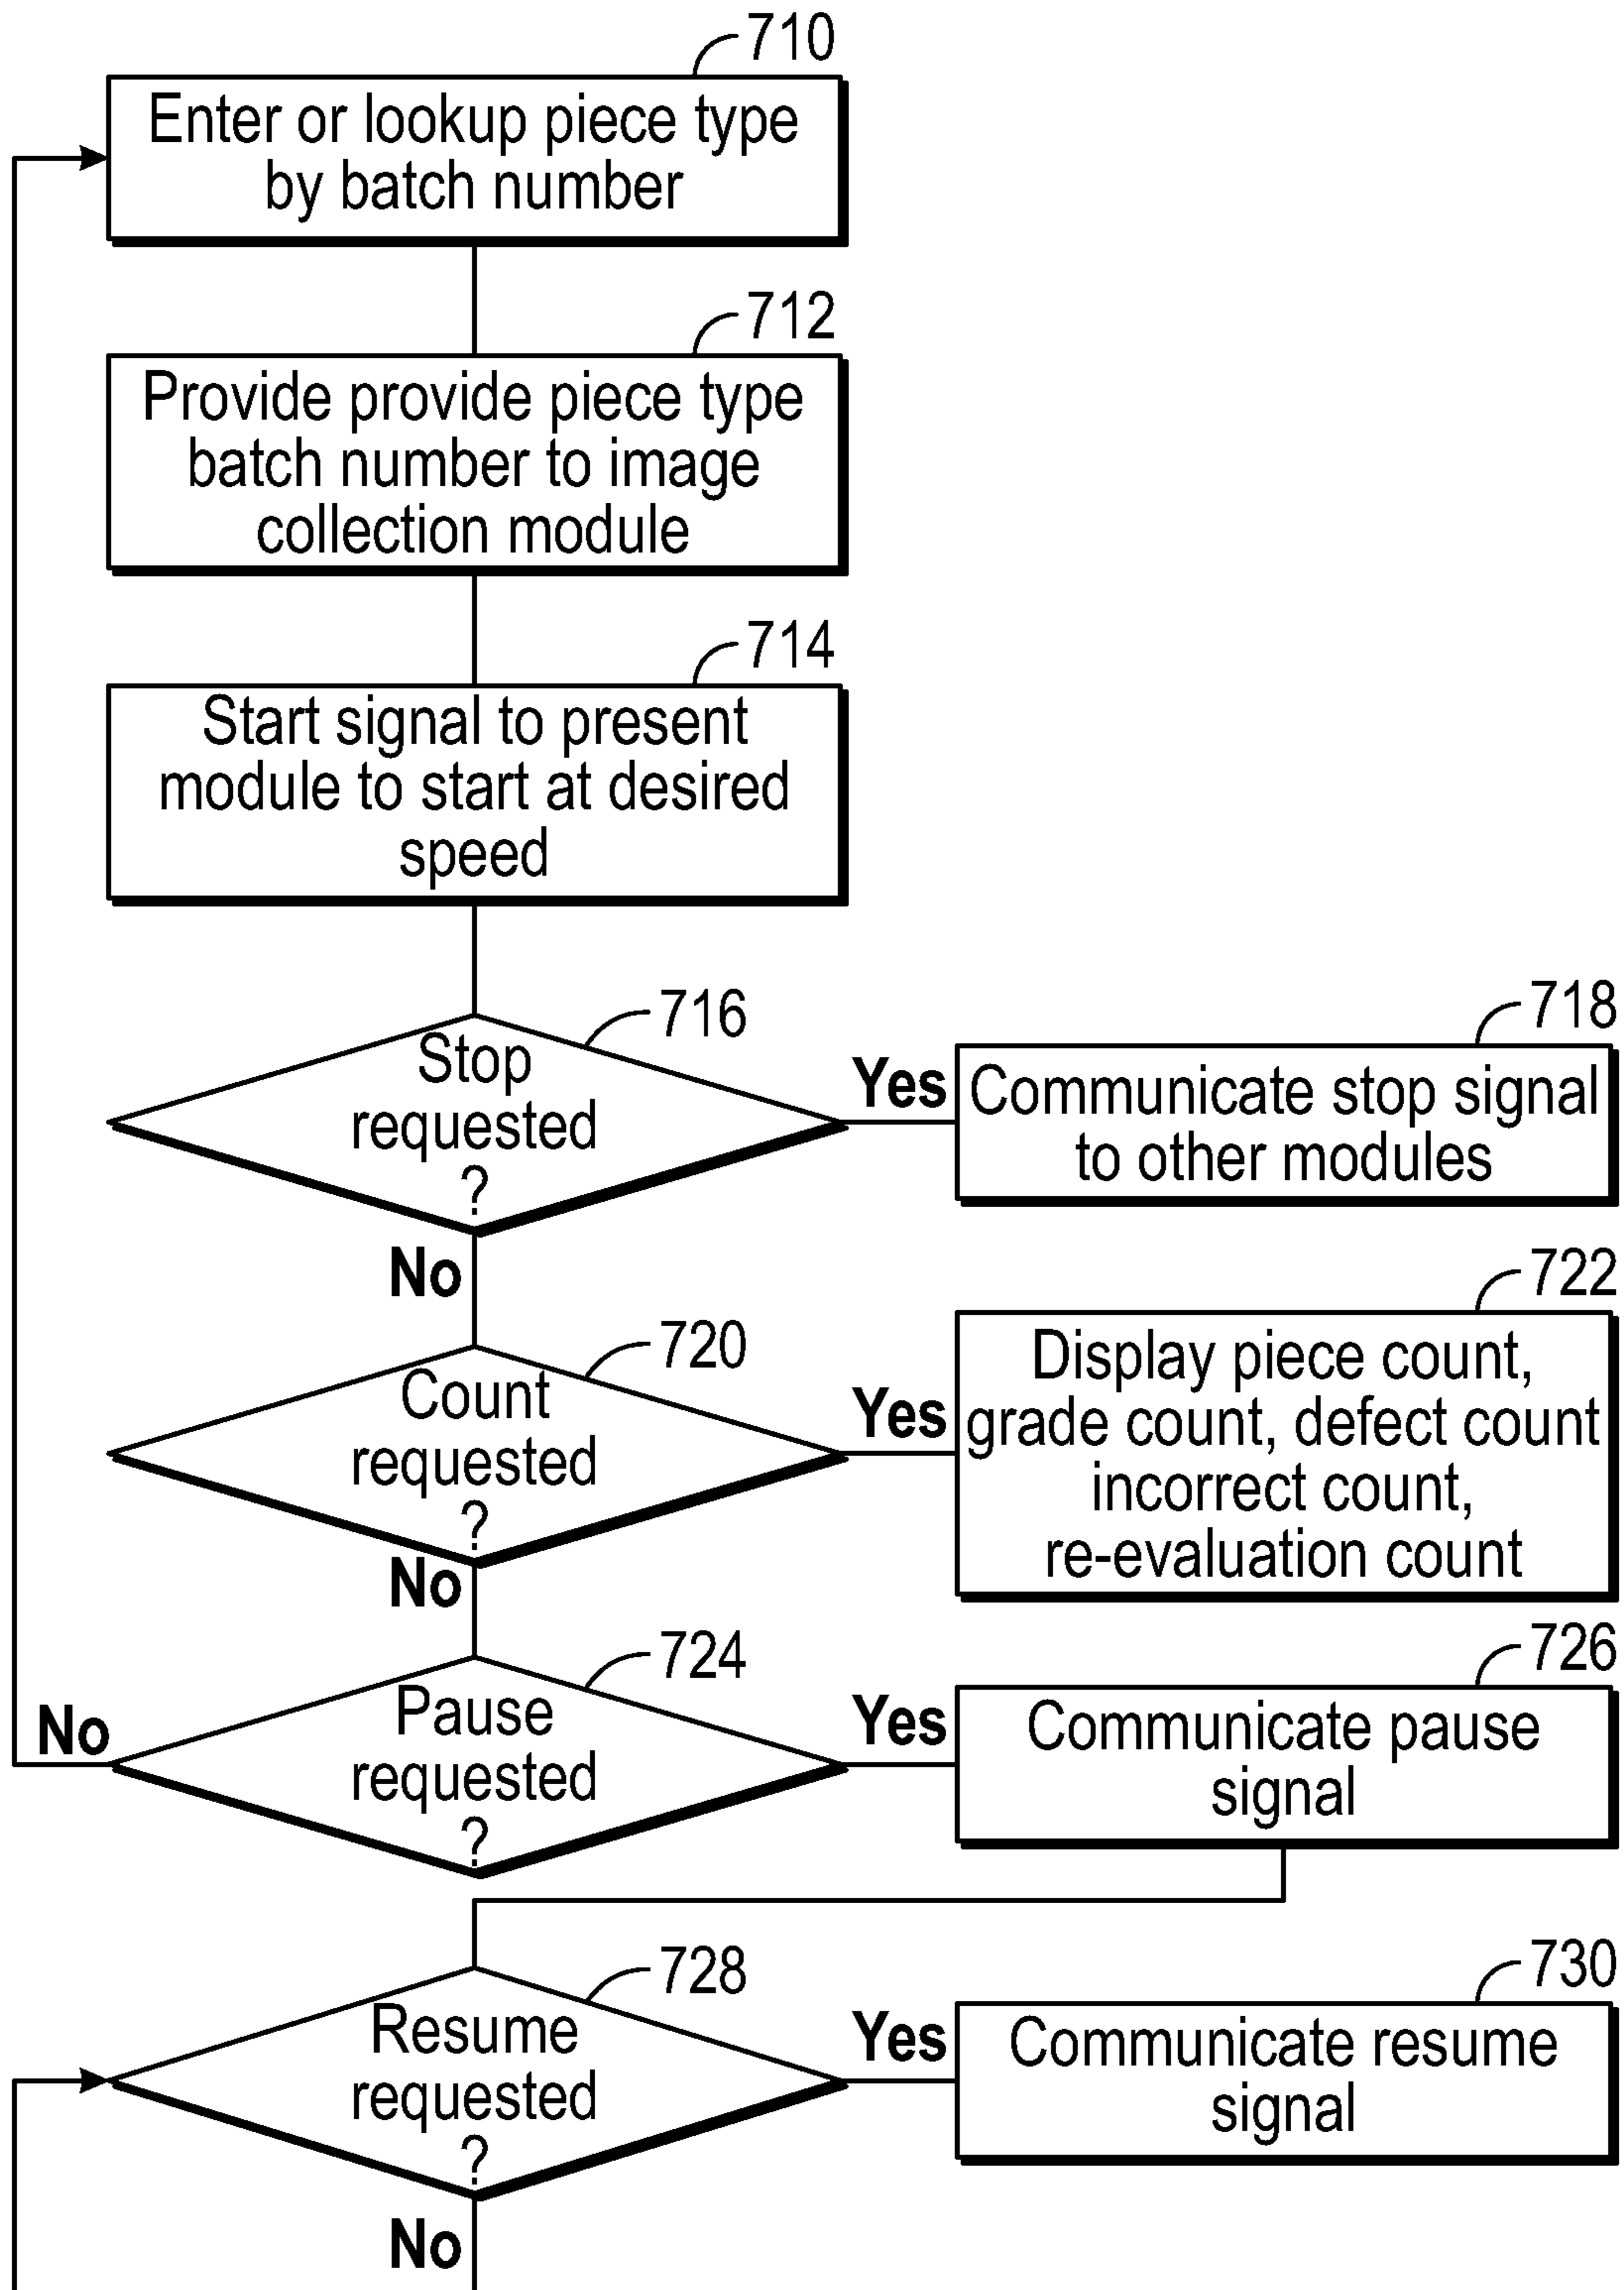 710
Enter or lookup piece type
by batch number
712
Provide provide piece type
batch number to image
collection module
714
Start signal to present
module to start at desired
speed
716
Stop
requested
?
Yes
No
718
Communicate stop signal
to other modules
720
Count
requested
?
Yes
No
722
Display piece count,
grade count, defect count
incorrect count,
re-evaluation count
724
Pause
requested
?
No
Yes
726
Communicate pause
signal
728
Resume
requested
?
Yes
No
730
Communicate resume
signal